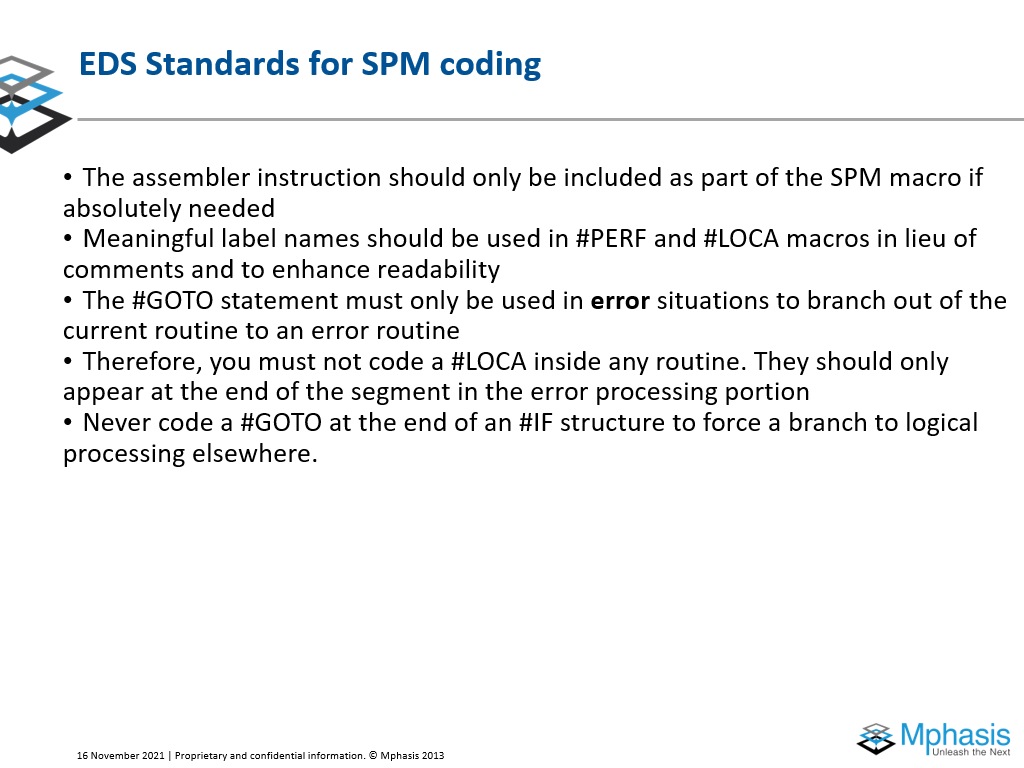 EDS Standards for SPM coding
• The assembler instruction should only be included as part of the SPM macro if
absolutely needed
• Meaningful label names should be used in #PERF and #LOCA macros in lieu of
comments and to enhance readability
• The #GOTO statement must only be used in error situations to branch out of the
current routine to an error routine
• Therefore, you must not code a #LOCA inside any routine. They should only
appear at the end of the segment in the error processing portion
• Never code a #GOTO at the end of an #IF structure to force a branch to logical
processing elsewhere.
16 November 2021 | Proprietary and confidential information. © Mphasis 2013
Mphasis
Unleash the Next